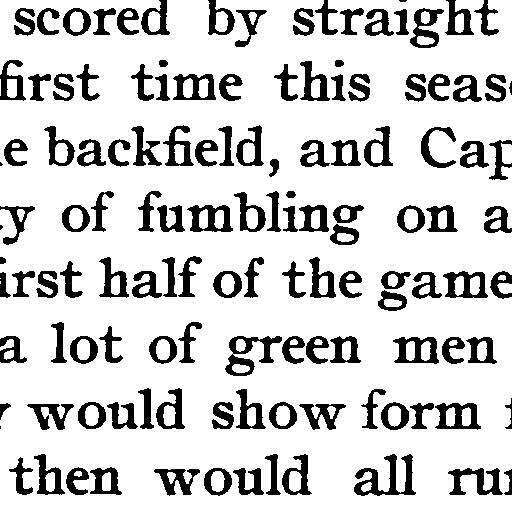 scored by straight
first time this seas
e backfield, and Cap
y of fumbling on a
irst half of the game
a lot of green men
would show form
then would all run